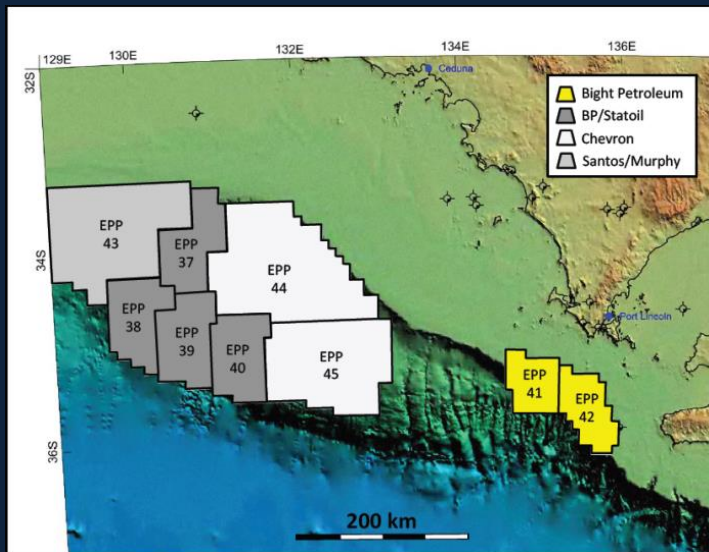 129E
130E
132E
134E
136E
32S
34S
36S
Ceduna
Bight Petroleum
BP/Statoil
Chevron
Santos/Murphy
EPP
43
EPP
37
EPP
44
EPP
38
EPP
39
EPP
40
EPP
45
Port Lincoln
EPP
41
EPP
42
200 km